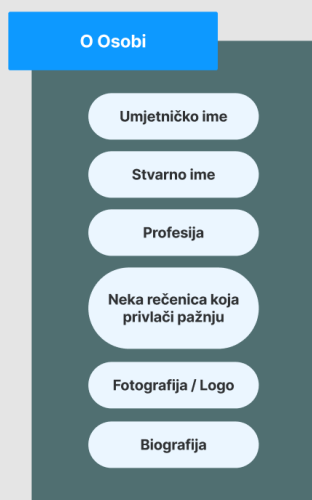 O Osobi
Umjetničko ime
Stvarno ime
Profesija
Neka rečenica koja
privlači pažnju
Fotografija / Logo
Biografija